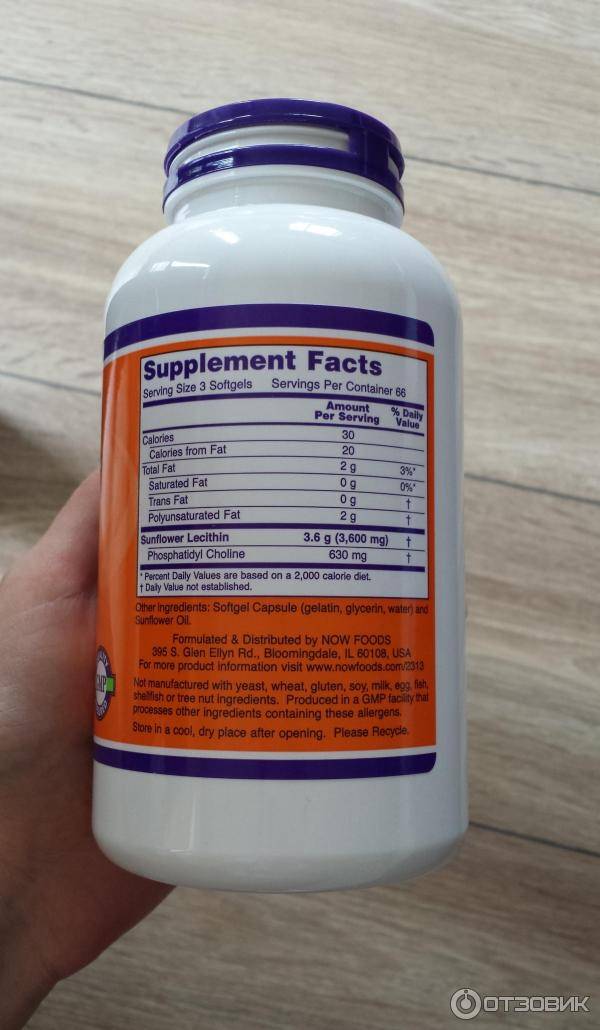 Supplement Facts
Serving Size 3 Softgels Servings Per Container 66
Amount Per Serving % Daily Value
Calories 30
Calories from Fat 20
Total Fat 2 g 3%*
Saturated Fat 0 g 0%*
Trans Fat 0 g †
Polyunsaturated Fat 2 g †
Sunflower Lecithin 3.6 g (3,600 mg) †
Phosphatidyl Choline 630 mg †
* Percent Daily Values are based on a 2,000 calorie diet.
† Daily Value not established.
Other ingredients: Softgel Capsule (gelatin, glycerin, water) and
Sunflower Oil.
Formulated & Distributed by NOW FOODS
395 S. Glen Ellyn Rd., Bloomingdale, IL 60108, USA
For more product information visit www.nowfoods.com/2313
Not manufactured with yeast, wheat, gluten, soy, milk, egg, fish,
shellfish or tree nut ingredients. Produced in a GMP facility that
processes other ingredients containing these allergens.
Store in a cool, dry place after opening. Please Recycle.
ОТЗОВИК